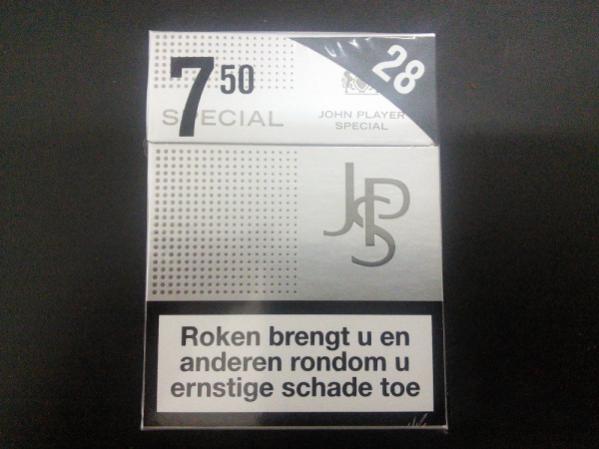 7 50
28
SPECIAL
JOHN PLAYER
SPECIAL
JPS
Roken brengt u en
anderen rondom u
ernstige schade toe